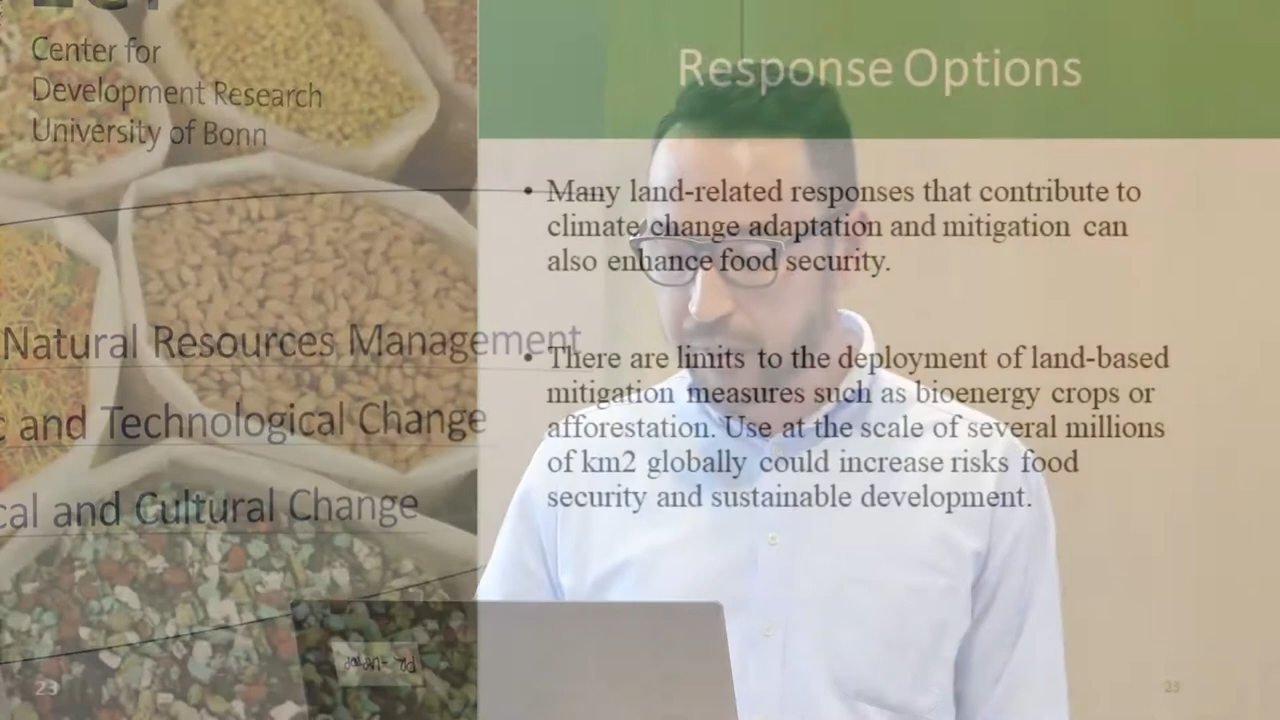 Center for
Development Research
University of Bonn
Natural Resources Management
and Technological Change
and Cultural Change
23
Response Options
• Many land-related responses that contribute to
climate change adaptation and mitigation can
also enhance food security.
• There are limits to the deployment of land-based
mitigation measures such as bioenergy crops or
afforestation. Use at the scale of several millions
of km2 globally could increase risks food
security and sustainable development.
23